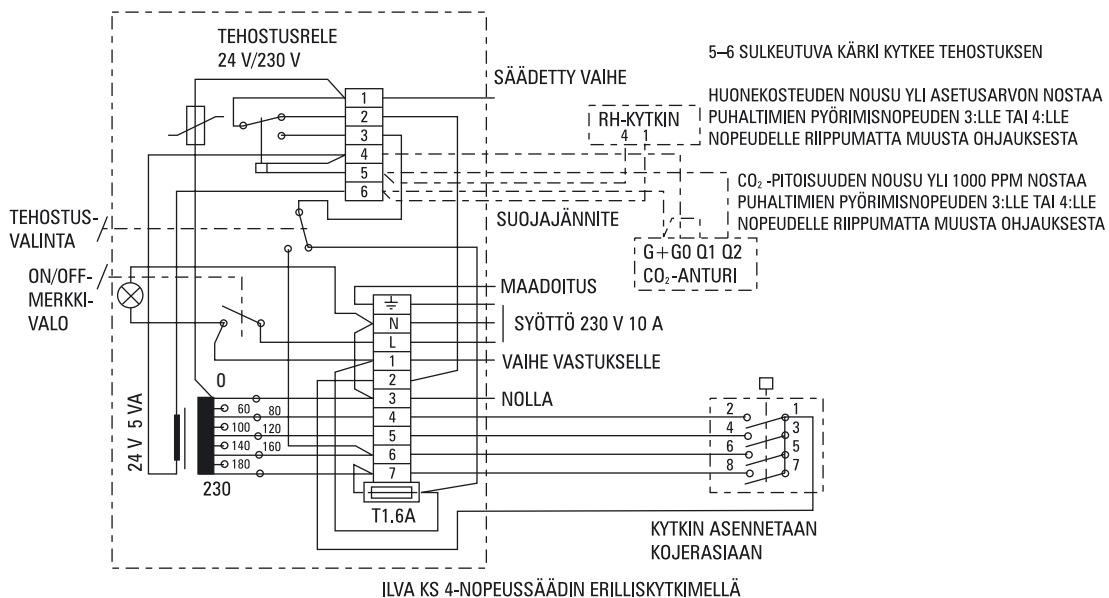 TEHOSTUSRELE
24 V/230 V
5–6 SULKEUTUVA KÄRKI KYTKEE TEHOSTUKSEN
SÄÄDETTY VAIHE
1
2
3
4
5
6
RH-KYTKIN
4 1
HUONEKOSTEUDEN NOUSU YLI ASETUSARVON NOSTAA
PUHALTIMIEN PYÖRIMISNOPEUDEN 3:LLE TAI 4:LLE
NOPEUDELLE RIIPPUMATTA MUUSTA OHJAUKSESTA
CO₂ -PITOISUUDEN NOUSU YLI 1000 PPM NOSTAA
PUHALTIMIEN PYÖRIMISNOPEUDEN 3:LLE TAI 4:LLE
NOPEUDELLE RIIPPUMATTA MUUSTA OHJAUKSESTA
SUOJAJÄNNITE
G+G0 Q1 Q2
CO₂-ANTURI
TEHOSTUS-
VALINTA
ON/OFF-
MERKKI-
VALO
MAADOITUS
N
L
1
2
3
4
5
6
7
SYÖTTÖ 230 V 10 A
VAIHE VASTUKSELLE
NOLLA
0
60 80
100 120
140 160
180
230
24 V 5 VA
T1.6A
2 1
4 3
6 5
8 7
KYTKIN ASENNETAAN
KOJERASIAAN
ILVA KS 4-NOPEUSSÄÄDIN ERILLISKYTKIMELLÄ